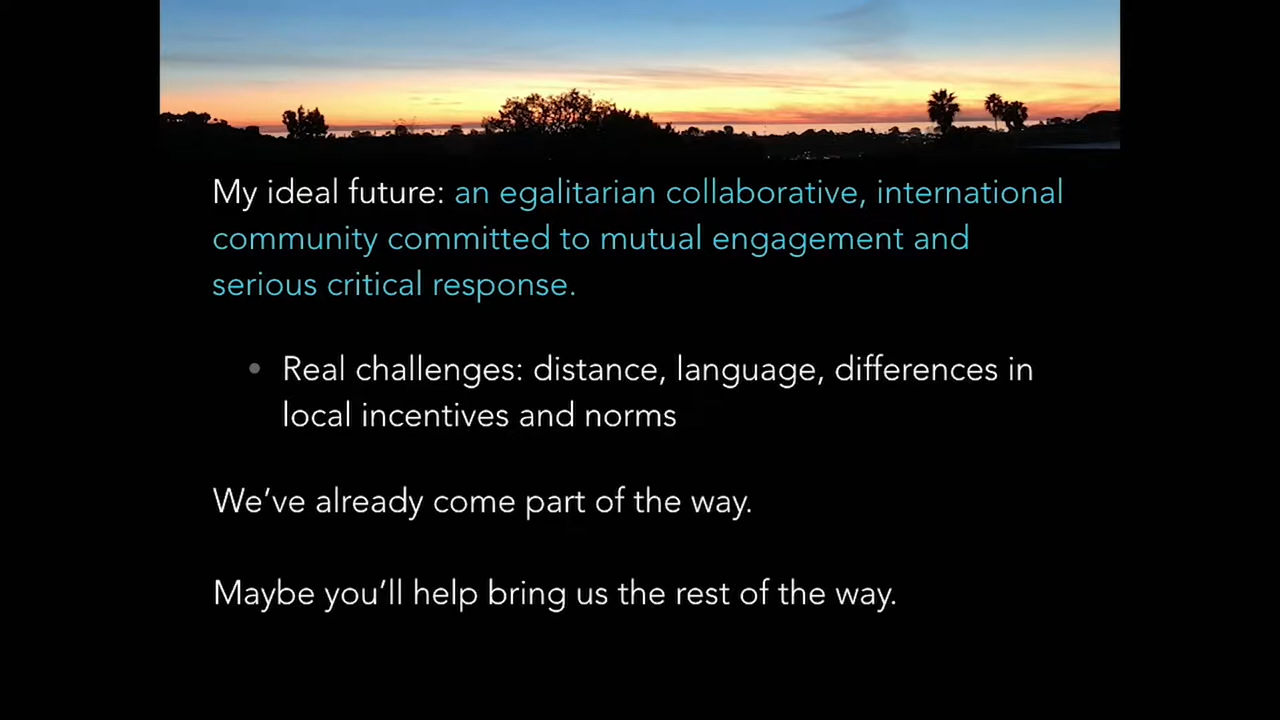 My ideal future: an egalitarian collaborative, international
community committed to mutual engagement and
serious critical response.
• Real challenges: distance, language, differences in
local incentives and norms
We’ve already come part of the way.
Maybe you’ll help bring us the rest of the way.